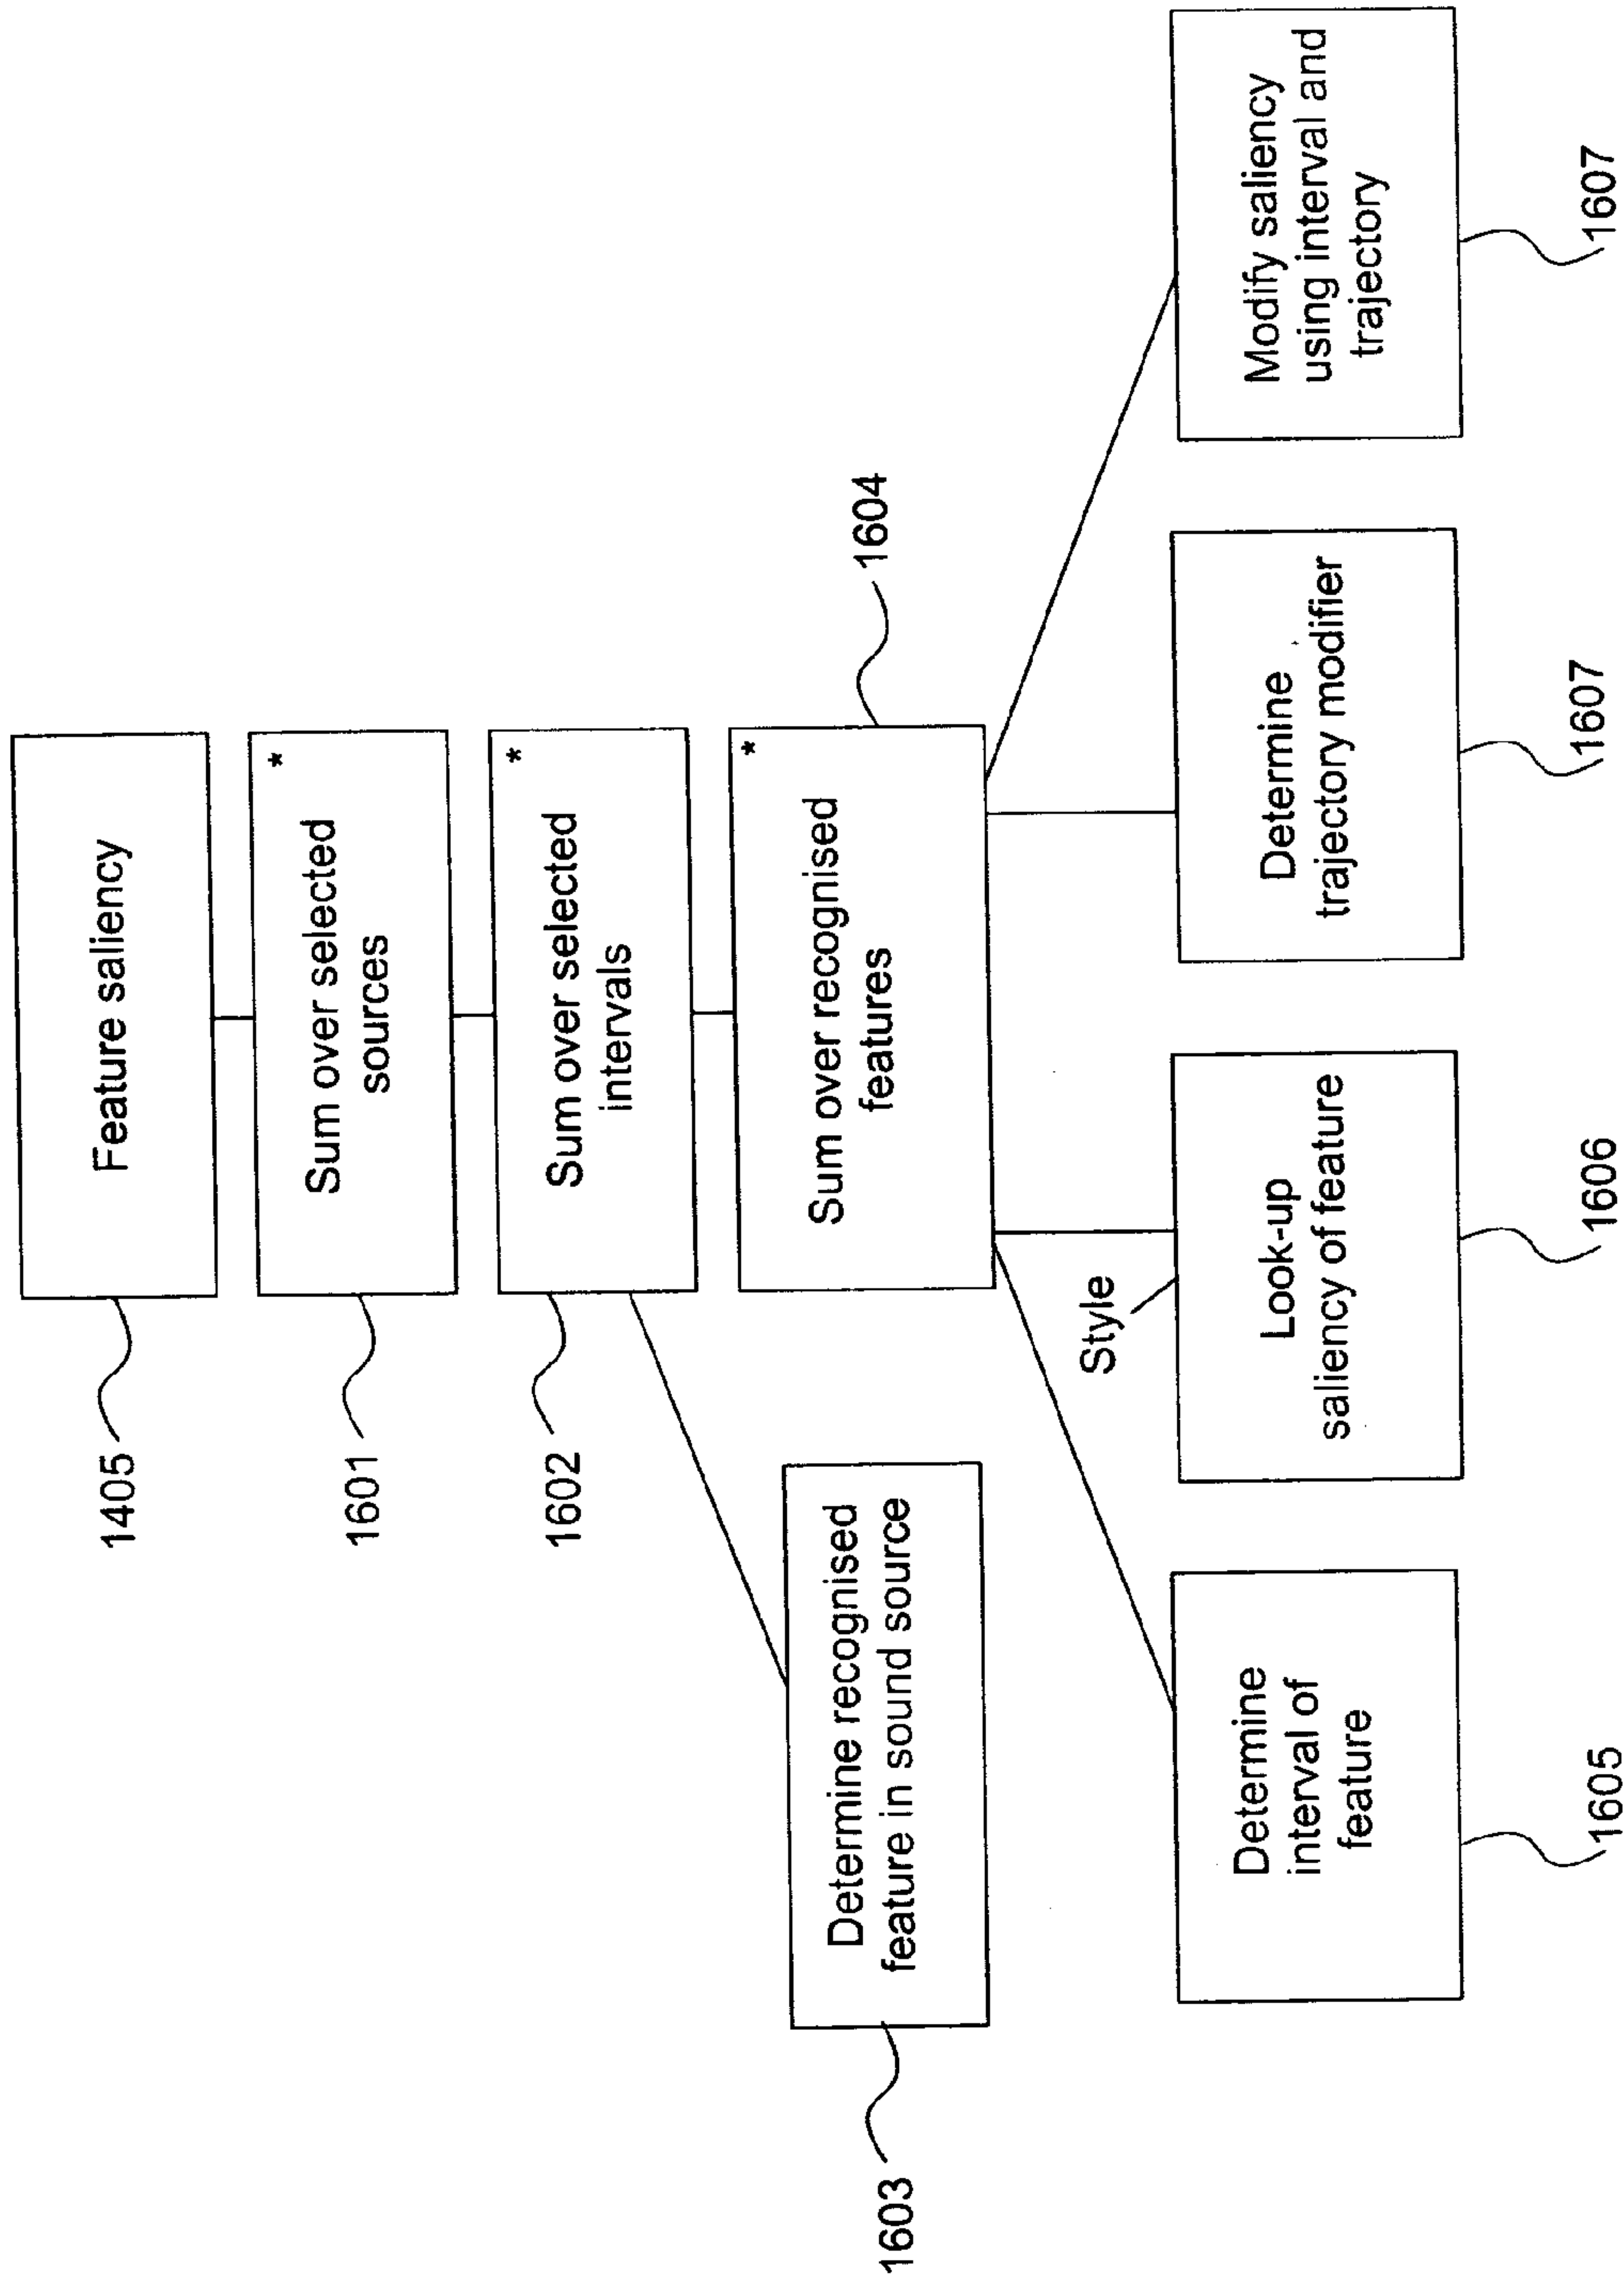 Feature saliency
1405
*
Sum over selected
sources
1601
*
Sum over selected
intervals
1602
Determine recognised
feature in sound source
1603
*
Sum over recognised
features
1604
Style
Determine
interval of
feature
1605
Look-up
saliency of feature
1606
Determine
trajectory modifier
1607
Modify saliency
using interval and
trajectory
1607